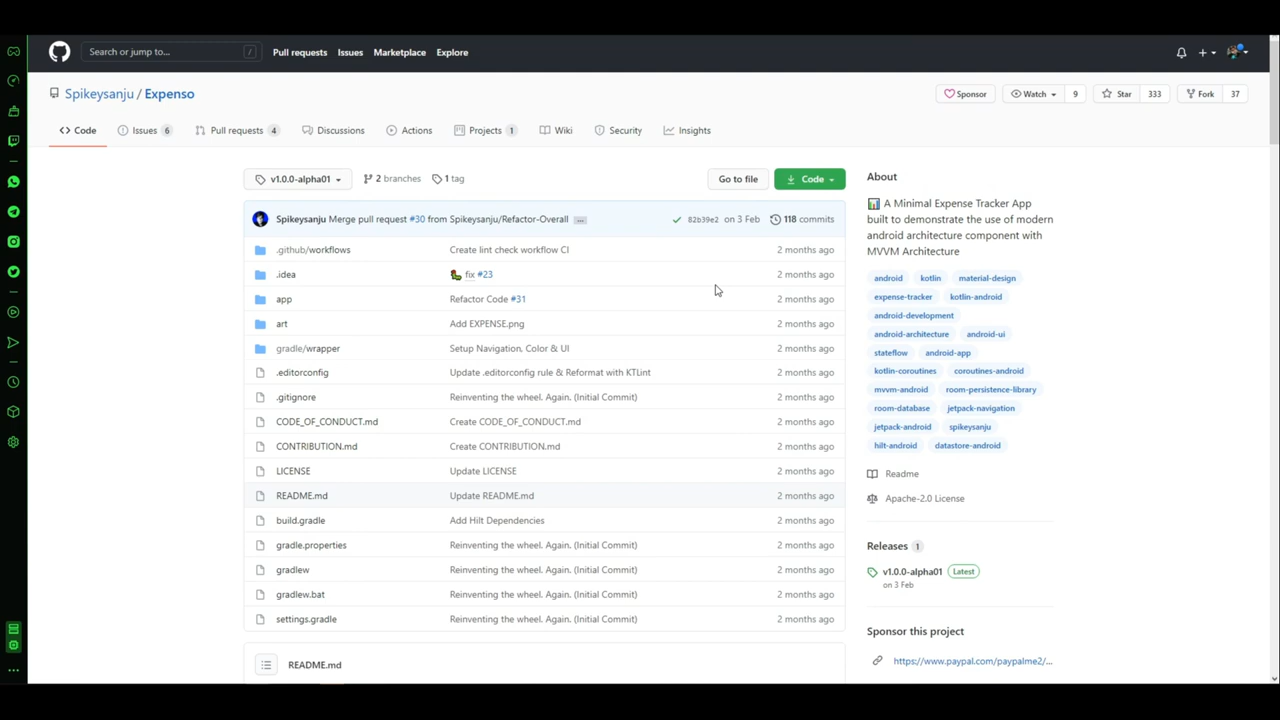 Search or jump to... /
Pull requests Issues Marketplace Explore
Spikeysanju / Expenso
Sponsor Watch 9 Star 333 Fork 37
Code Issues 6 Pull requests 4 Discussions Actions Projects 1 Wiki Security Insights
v1.0.0-alpha01 2 branches 1 tag Go to file Code
Spikeysanju Merge pull request #30 from Spikeysanju/Refactor-Overall ... 82b39e2 on 3 Feb 118 commits
.github/workflows Create lint check workflow CI 2 months ago
.idea fix #23 2 months ago
app Refactor Code #31 2 months ago
art Add EXPENSE.png 2 months ago
gradle/wrapper Setup Navigation, Color & UI 2 months ago
.editorconfig Update .editorconfig rule & Reformat with KTLint 2 months ago
.gitignore Reinventing the wheel. Again. (Initial Commit) 2 months ago
CODE_OF_CONDUCT.md Create CODE_OF_CONDUCT.md 2 months ago
CONTRIBUTION.md Create CONTRIBUTION.md 2 months ago
LICENSE Update LICENSE 2 months ago
README.md Update README.md 2 months ago
build.gradle Add Hilt Dependencies 2 months ago
gradle.properties Reinventing the wheel. Again. (Initial Commit) 2 months ago
gradlew Reinventing the wheel. Again. (Initial Commit) 2 months ago
gradlew.bat Reinventing the wheel. Again. (Initial Commit) 2 months ago
settings.gradle Reinventing the wheel. Again. (Initial Commit) 2 months ago
README.md
About
A Minimal Expense Tracker App
built to demonstrate the use of modern
android architecture component with
MVVM Architecture
android kotlin material-design
expense-tracker kotlin-android
android-development
android-architecture android-ui
stateflow android-app
kotlin-coroutines coroutines-android
mvvm-android room-persistence-library
room-database jetpack-navigation
jetpack-android spikeysanju
hilt-android datastore-android
Readme
Apache-2.0 License
Releases 1
v1.0.0-alpha01 Latest
on 3 Feb
Sponsor this project
https://www.paypal.com/paypalme2/...